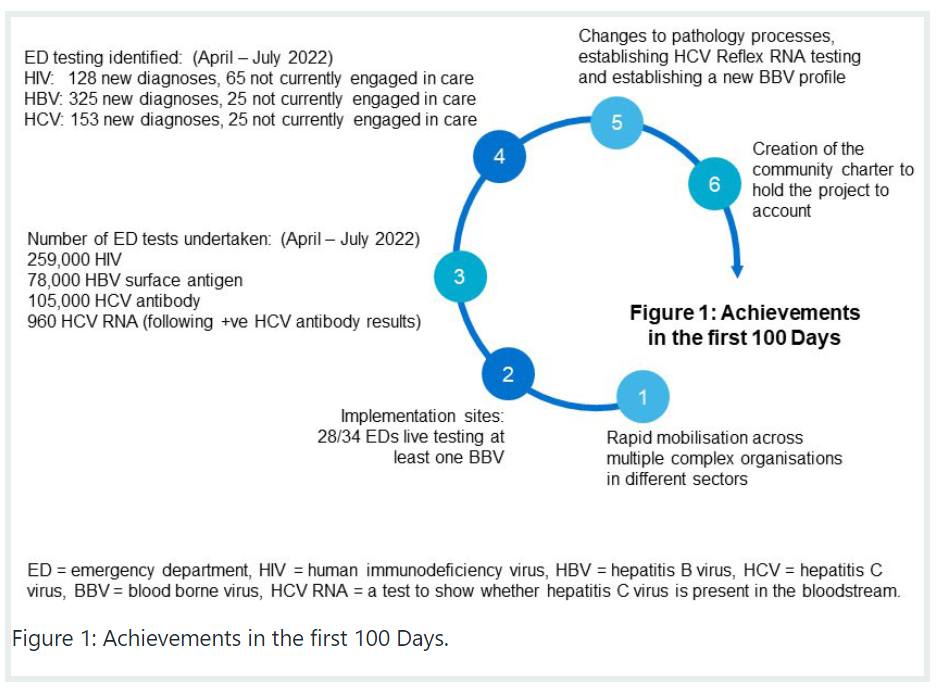 Changes to pathology processes,
establishing HCV Reflex RNA testing
and establishing a new BBV profile
ED testing identified: (April – July 2022)
HIV: 128 new diagnoses, 65 not currently engaged in care
HBV: 325 new diagnoses, 25 not currently engaged in care
HCV: 153 new diagnoses, 25 not currently engaged in care
5
4
6
Creation of the
community charter to
hold the project to
account
Number of ED tests undertaken: (April – July 2022)
259,000 HIV
78,000 HBV surface antigen
105,000 HCV antibody
960 HCV RNA (following +ve HCV antibody results)
3
Figure 1: Achievements
in the first 100 Days
2
1
Implementation sites:
28/34 EDs live testing at
least one BBV
Rapid mobilisation across
multiple complex organisations
in different sectors
ED = emergency department, HIV = human immunodeficiency virus, HBV = hepatitis B virus, HCV = hepatitis C
virus, BBV = blood borne virus, HCV RNA = a test to show whether hepatitis C virus is present in the bloodstream.
Figure 1: Achievements in the first 100 Days.